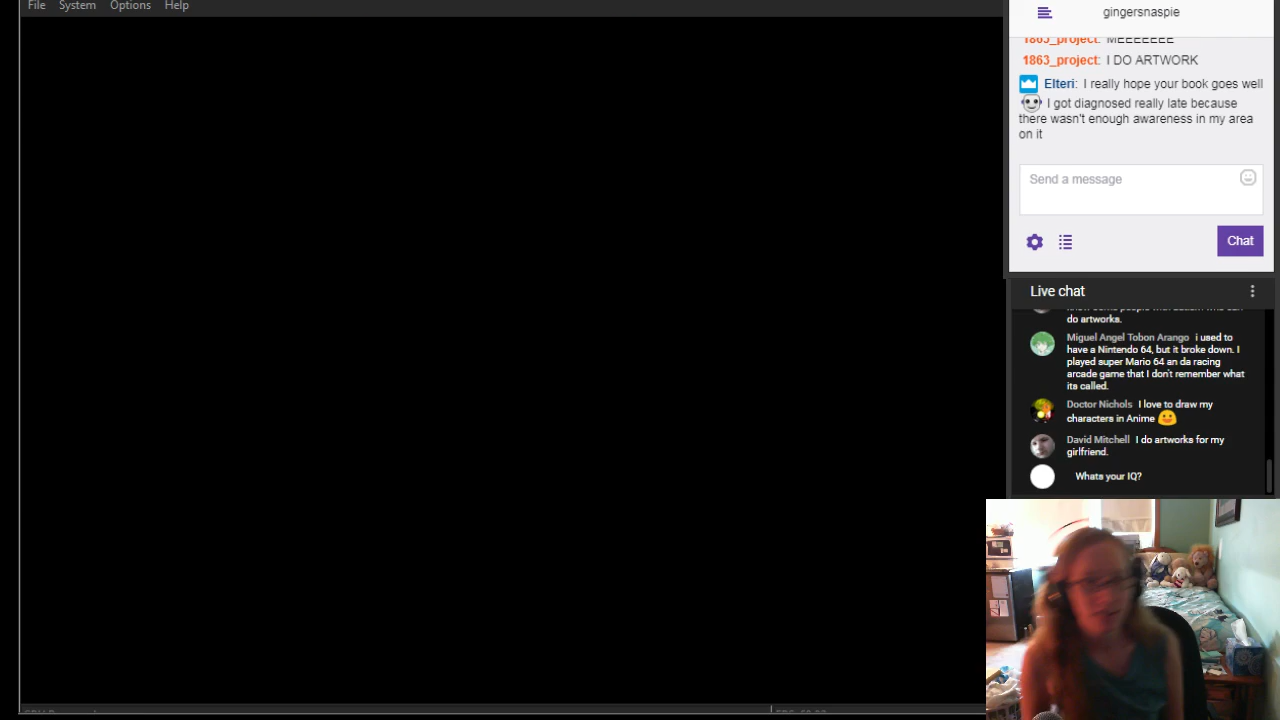 File System Options Help
gingersnaspie
1863_project: MEEEEEEE
1863_project: I DO ARTWORK
Elteri: I really hope your book goes well
I got diagnosed really late because
there wasn't enough awareness in my area
on it
Send a message
Chat
Live chat
do artworks.
Miguel Angel Tobon Arango i used to
have a Nintendo 64, but it broke down. I
played super Mario 64 an da racing
arcade game that I don't remember what
its called.
Doctor Nichols I love to draw my
characters in Anime
David Mitchell I do artworks for my
girlfriend.
Whats your IQ?